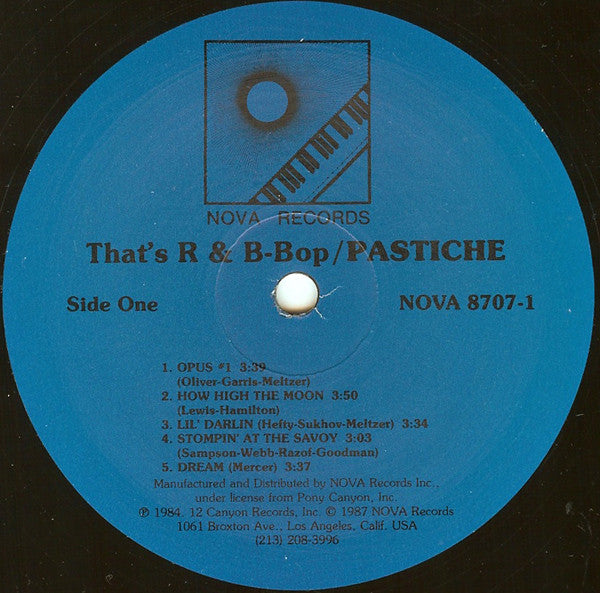 NOVA RECORDS
That's R & B-Bop/PASTICHE
Side One NOVA 8707-1
1. OPUS #1 3:39
(Oliver-Garris-Meltzer)
2. HOW HIGH THE MOON 3:50
(Lewis-Hamilton)
3. LIL' DARLIN (Hefty-Sukhov-Meltzer) 3:34
4. STOMPIN' AT THE SAVOY 3:03
(Sampson-Webb-Razof-Goodman)
5. DREAM (Mercer) 3:37
Manufactured and Distributed by NOVA Records Inc.,
under license from Pony Canyon, Inc.
℗ 1984, 12 Canyon Records, Inc. © 1987 NOVA Records
1061 Broxton Ave., Los Angeles, Calif. USA
(213) 208-3996